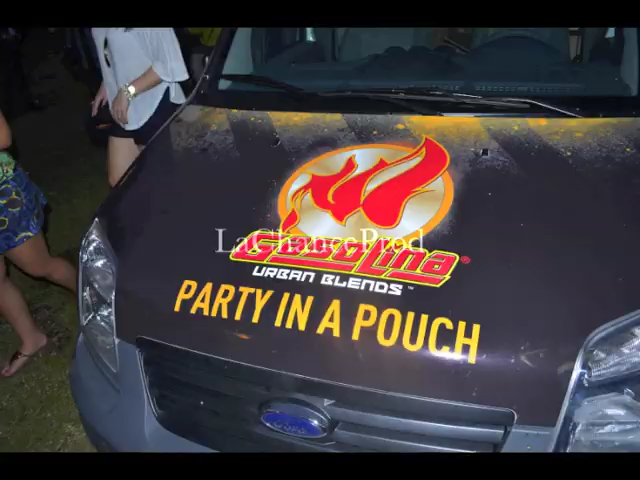 LaChanceProd
Gasolina®
URBAN BLENDS™
PARTY IN A POUCH
Ford